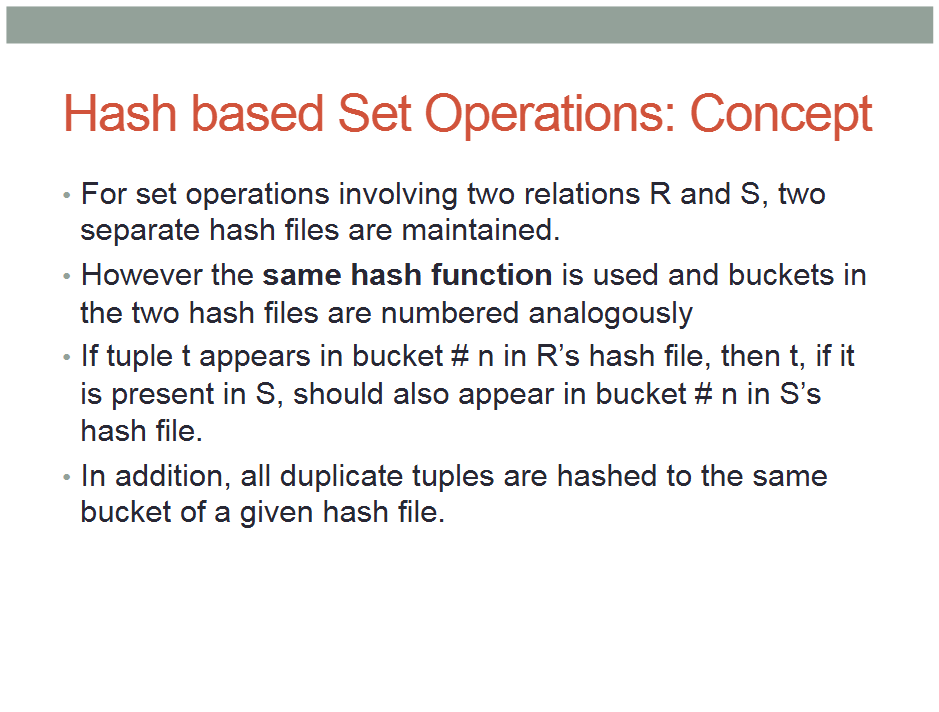 Hash based Set Operations: Concept
• For set operations involving two relations R and S, two
separate hash files are maintained.
• However the same hash function is used and buckets in
the two hash files are numbered analogously
• If tuple t appears in bucket # n in R’s hash file, then t, if it
is present in S, should also appear in bucket # n in S’s
hash file.
• In addition, all duplicate tuples are hashed to the same
bucket of a given hash file.